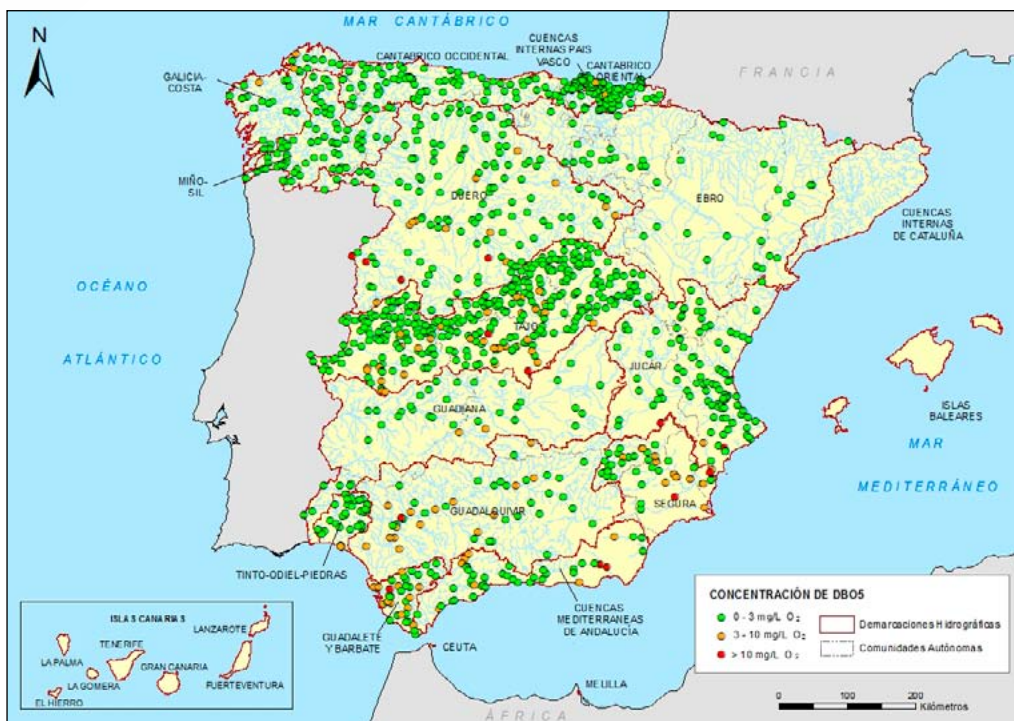 N
MAR CANTÁBRICO
CANTABRICO OCCIDENTAL
CUENCAS
INTERNAS PAIS
VASCO
CANTABRICO
ORIENTAL
GALICIA-
COSTA
FRANCIA
MIÑO-
SIL
DUERO
EBRO
CUENCAS
INTERNAS
DE CATALUÑA
OCÉANO
ATLÁNTICO
TAJO
JUCAR
GUADIANA
ISLAS
BALEARES
MAR
MEDITERRÁNEO
SEGURA
GUADALQUIVIR
TINTO-ODIEL-PIEDRAS
GUADALETE
Y BARBATE
CUENCAS
MEDITERRANEAS
DE ANDALUCÍA
CEUTA
MELILLA
ÁFRICA
ISLAS CANARIAS
LANZAROTE
LA PALMA
TENERIFE
GRAN CANARIA
LA GOMERA
FUERTEVENTURA
EL HIERRO
CONCENTRACIÓN DE DBO5
0 - 3 mg/L O2
3 - 10 mg/L O2
> 10 mg/L O2
Demarcaciones Hidrográficas
Comunidades Autónomas
0 100 200
Kilómetros